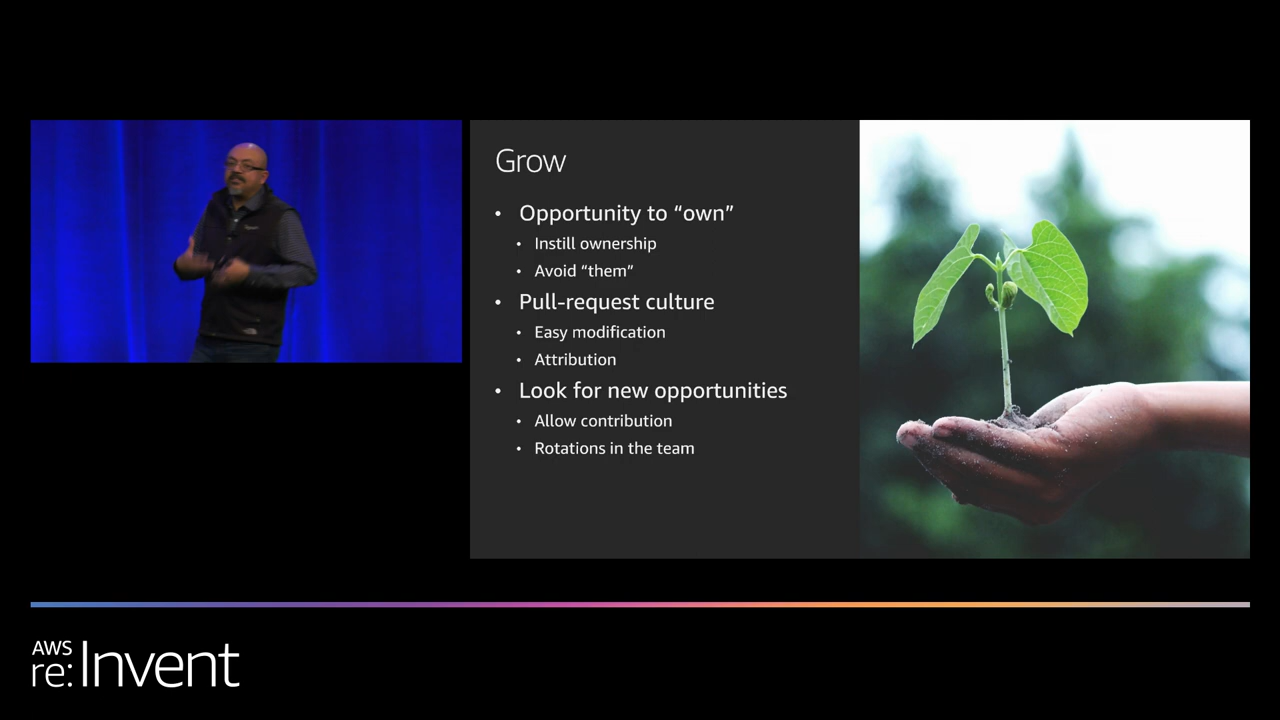 Grow
• Opportunity to “own”
• Instill ownership
• Avoid “them”
• Pull-request culture
• Easy modification
• Attribution
• Look for new opportunities
• Allow contribution
• Rotations in the team
AWS
re:Invent